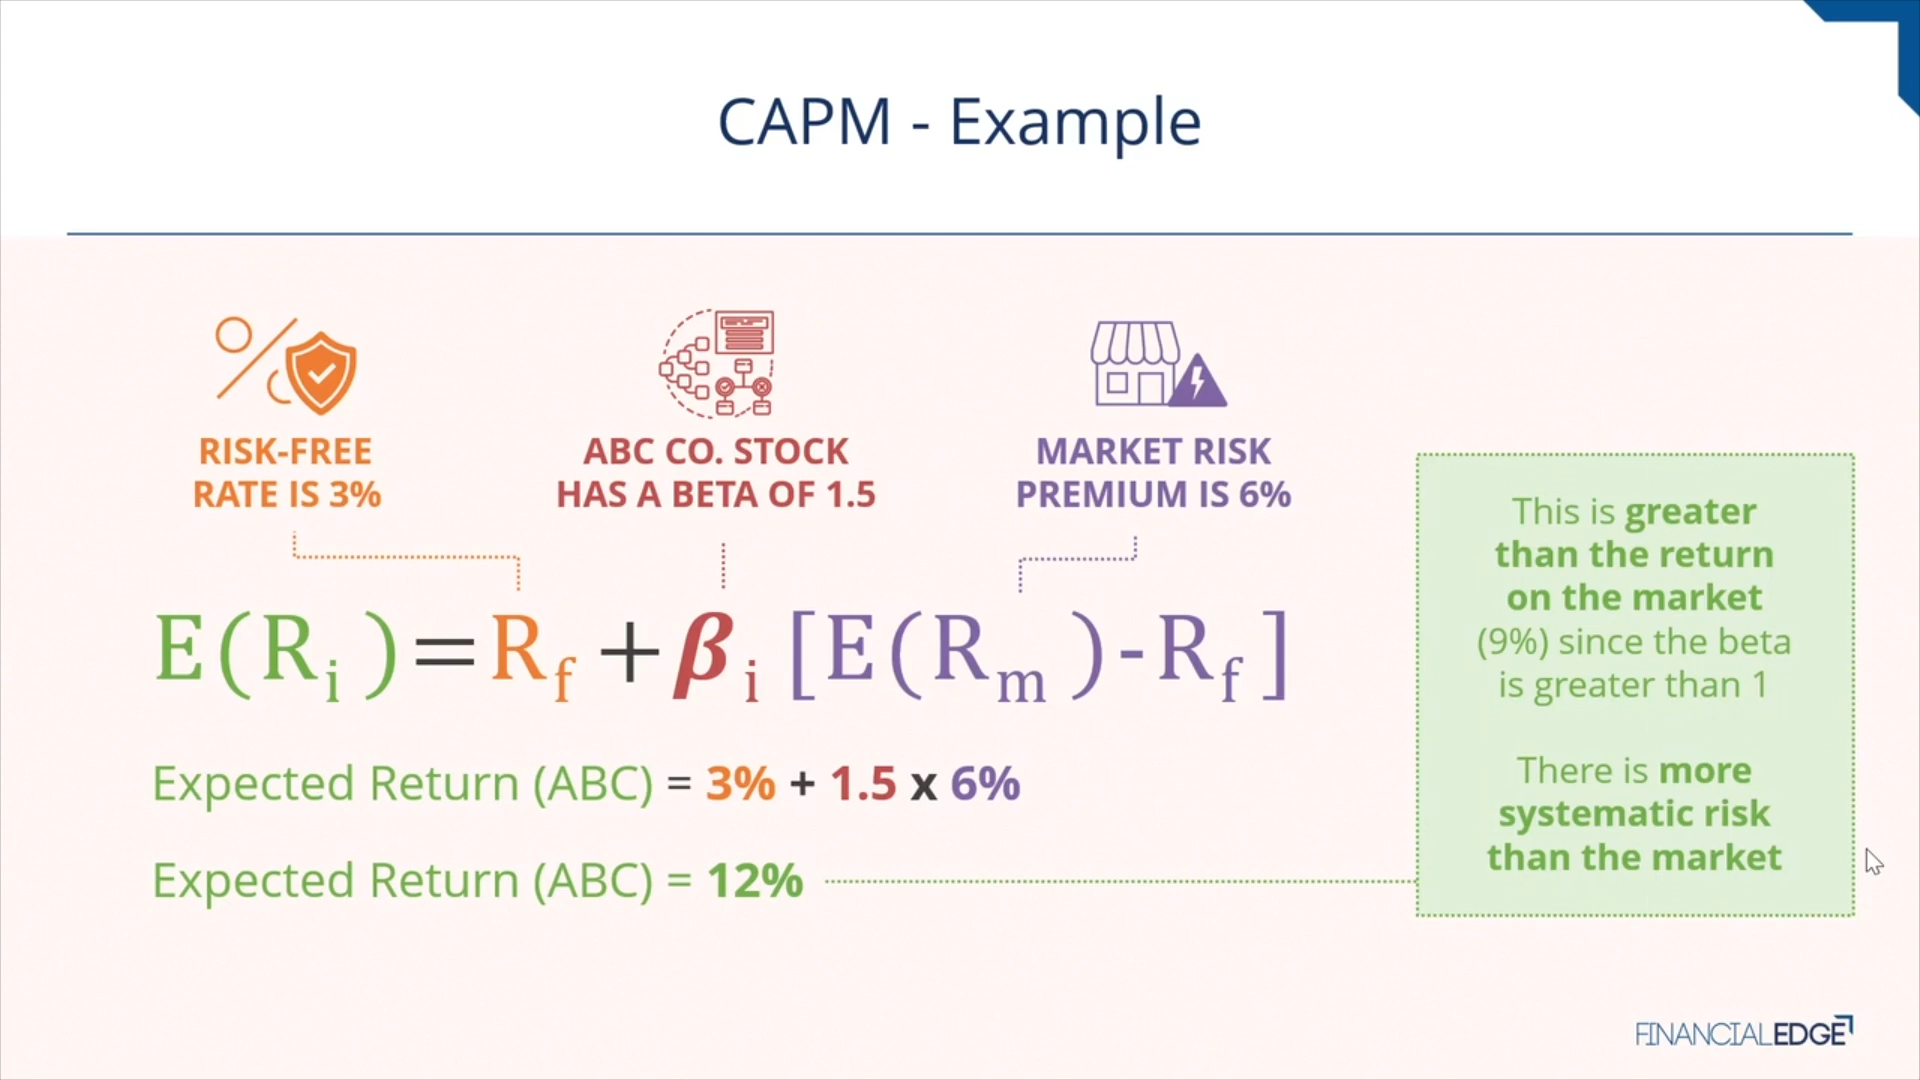 CAPM - Example
RISK-FREE
RATE IS 3%
ABC CO. STOCK
HAS A BETA OF 1.5
MARKET RISK
PREMIUM IS 6%
E(Rᵢ)=R_f + βᵢ [E(Rₘ)-R_f]
Expected Return (ABC) = 3% + 1.5 x 6%
Expected Return (ABC) = 12%
This is greater
than the return
on the market
(9%) since the beta
is greater than 1
There is more
systematic risk
than the market
FINANCIALEDGE